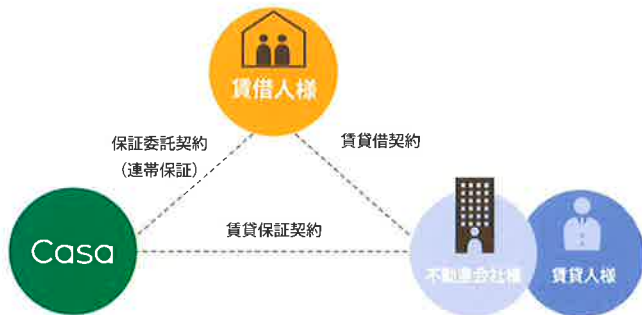 賃借人様
保証委託契約
（連帯保証）
賃貸借契約
Casa
賃貸保証契約
不動産会社様
賃貸人様